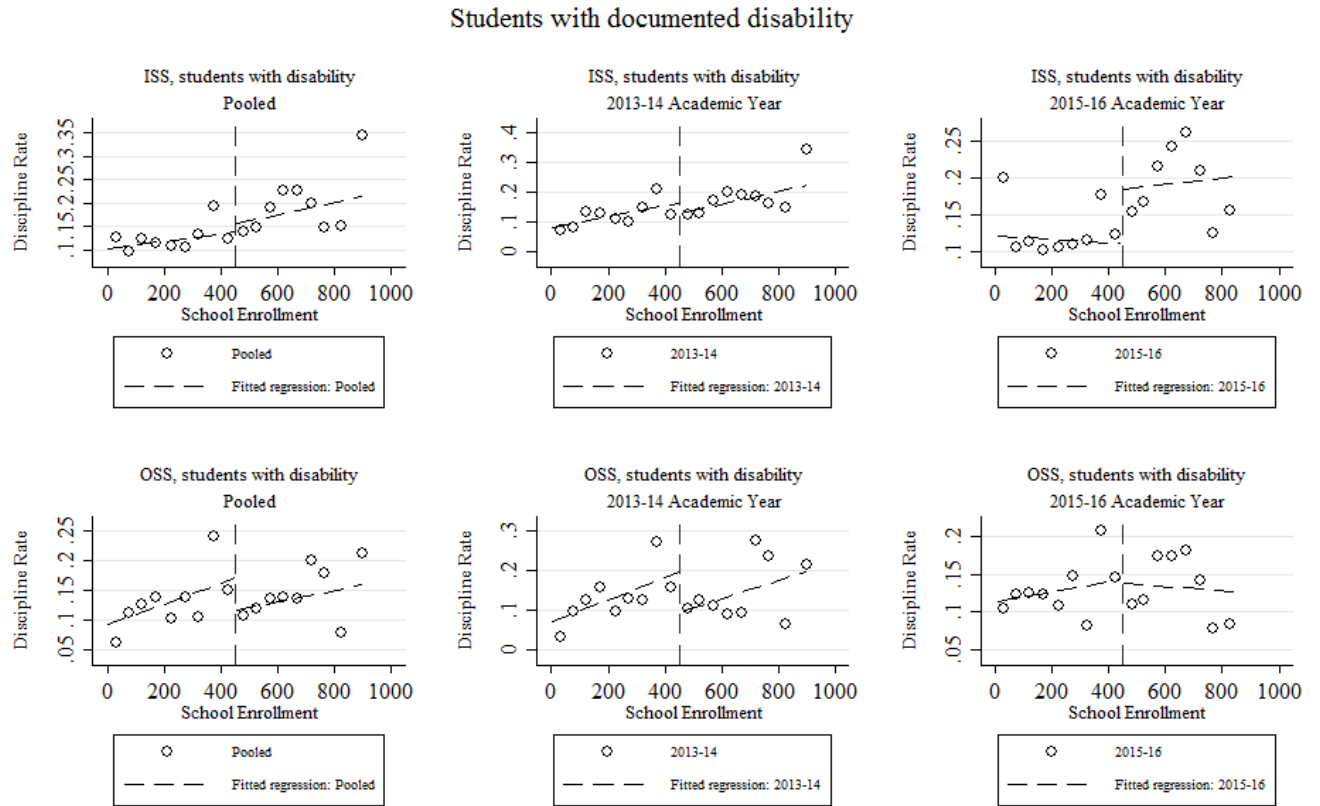 Students with documented disability
ISS, students with disability
Pooled
Discipline Rate
.1.15.2.25.3.35
0 200 400 600 800 1000
School Enrollment
Pooled
Fitted regression: Pooled
ISS, students with disability
2013-14 Academic Year
Discipline Rate
0 .1 .2 .3 .4
0 200 400 600 800 1000
School Enrollment
2013-14
Fitted regression: 2013-14
ISS, students with disability
2015-16 Academic Year
Discipline Rate
.1 .15 .2 .25
0 200 400 600 800 1000
School Enrollment
2015-16
Fitted regression: 2015-16
OSS, students with disability
Pooled
Discipline Rate
.05 .1 .15 .2 .25
0 200 400 600 800 1000
School Enrollment
Pooled
Fitted regression: Pooled
OSS, students with disability
2013-14 Academic Year
Discipline Rate
0 .1 .2 .3
0 200 400 600 800 1000
School Enrollment
2013-14
Fitted regression: 2013-14
OSS, students with disability
2015-16 Academic Year
Discipline Rate
.05 .1 .15 .2
0 200 400 600 800 1000
School Enrollment
2015-16
Fitted regression: 2015-16